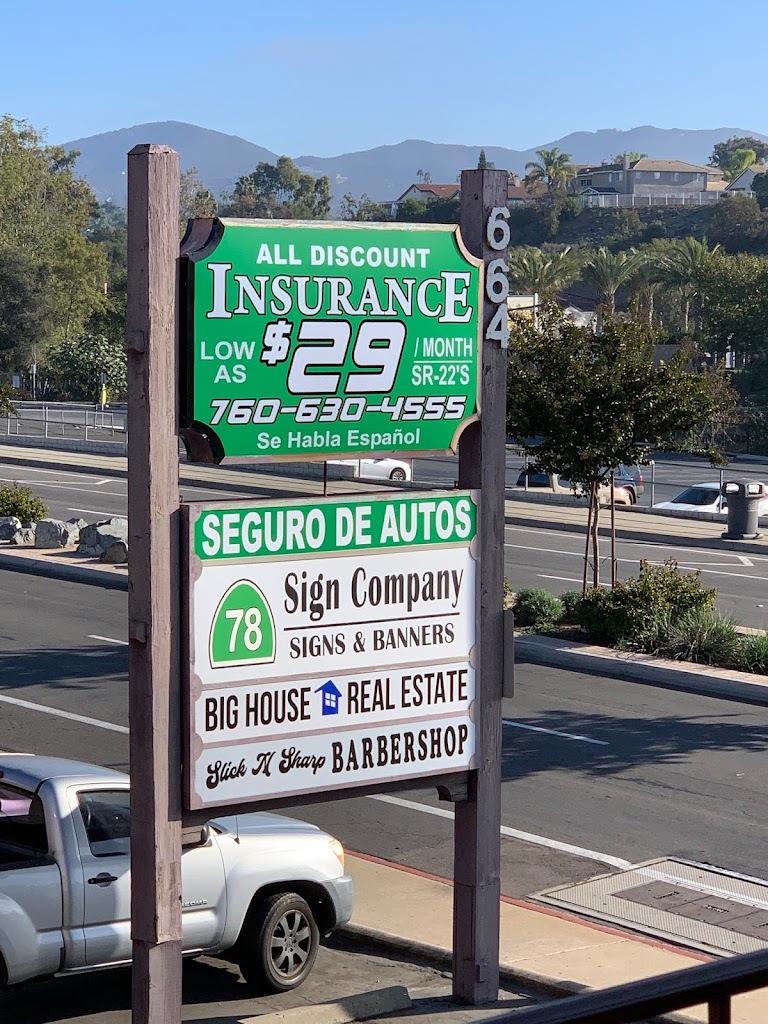 664
ALL DISCOUNT
INSURANCE
LOW AS $29 / MONTH
SR-22'S
760-630-4555
Se Habla Español
SEGURO DE AUTOS
78
Sign Company
SIGNS & BANNERS
BIG HOUSE REAL ESTATE
Slick N Sharp BARBERSHOP